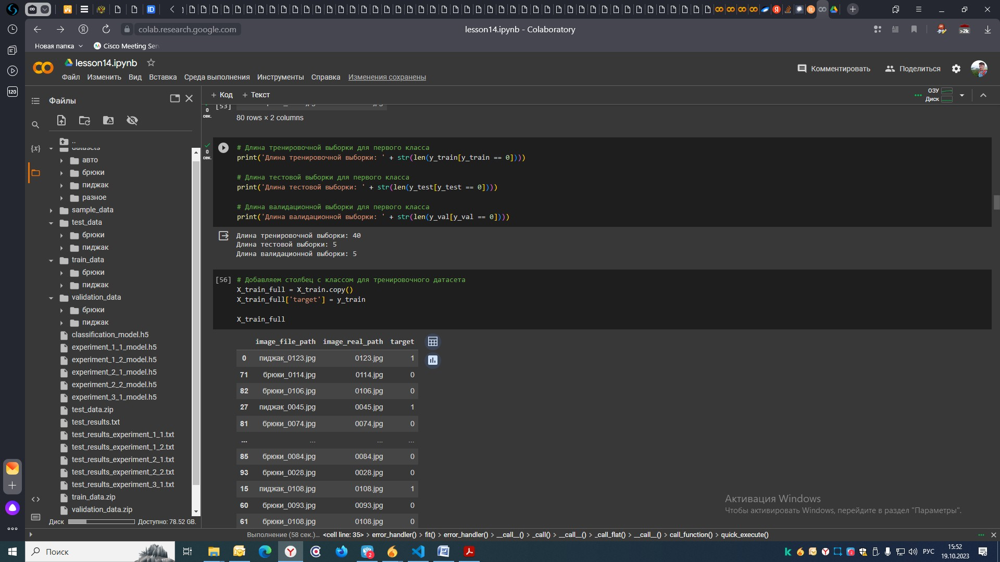 colab.research.google.com
lesson14.ipynb - Colaboratory
>2k
Новая папка
Cisco Meeting Ser
lesson14.ipynb
Файл Изменить Вид Вставка Среда выполнения Инструменты Справка Изменения сохранены
Комментировать
Поделиться
120
Файлы
+ Код + Текст
ОЗУ
Диск
..
datasets
авто
брюки
пиджак
разное
sample_data
test_data
брюки
пиджак
train_data
брюки
пиджак
validation_data
брюки
пиджак
classification_model.h5
experiment_1_1_model.h5
experiment_1_2_model.h5
experiment_2_1_model.h5
experiment_2_2_model.h5
experiment_3_1_model.h5
test_data.zip
test_results.txt
test_results_experiment_1_1.txt
test_results_experiment_1_2.txt
test_results_experiment_2_1.txt
test_results_experiment_2_2.txt
test_results_experiment_3_1.txt
train_data.zip
validation_data.zip
Диск Доступно: 78.52 GB.
0 сек.
[53]
80 rows × 2 columns
0 сек.
# Длина тренировочной выборки для первого класса
print('Длина тренировочной выборки: ' + str(len(y_train[y_train == 0])))
# Длина тестовой выборки для первого класса
print('Длина тестовой выборки: ' + str(len(y_test[y_test == 0])))
# Длина валидационной выборки для первого класса
print('Длина валидационной выборки: ' + str(len(y_val[y_val == 0])))
Длина тренировочной выборки: 40
Длина тестовой выборки: 5
Длина валидационной выборки: 5
[56] # Добавляем столбец с классом для тренировочного датасета
X_train_full = X_train.copy()
X_train_full['target'] = y_train
X_train_full
image_file_path image_real_path target
0 пиджак_0123.jpg 0123.jpg 1
71 брюки_0114.jpg 0114.jpg 0
82 брюки_0106.jpg 0106.jpg 0
27 пиджак_0045.jpg 0045.jpg 1
81 брюки_0074.jpg 0074.jpg 0
... ... ... ...
85 брюки_0084.jpg 0084.jpg 0
93 брюки_0028.jpg 0028.jpg 0
15 пиджак_0108.jpg 0108.jpg 1
60 брюки_0093.jpg 0093.jpg 0
61 брюки_0108.jpg 0108.jpg 0
Активация Windows
Чтобы активировать Windows, перейдите в раздел "Параметры".
Выполнение (58 сек.)... <cell line: 35> > error_handler() > fit() > error_handler() > __call__() > _call() > __call__() > _call_flat() > __call__() > call_function() > quick_execute()
Поиск
РУС
15:52
19.10.2023